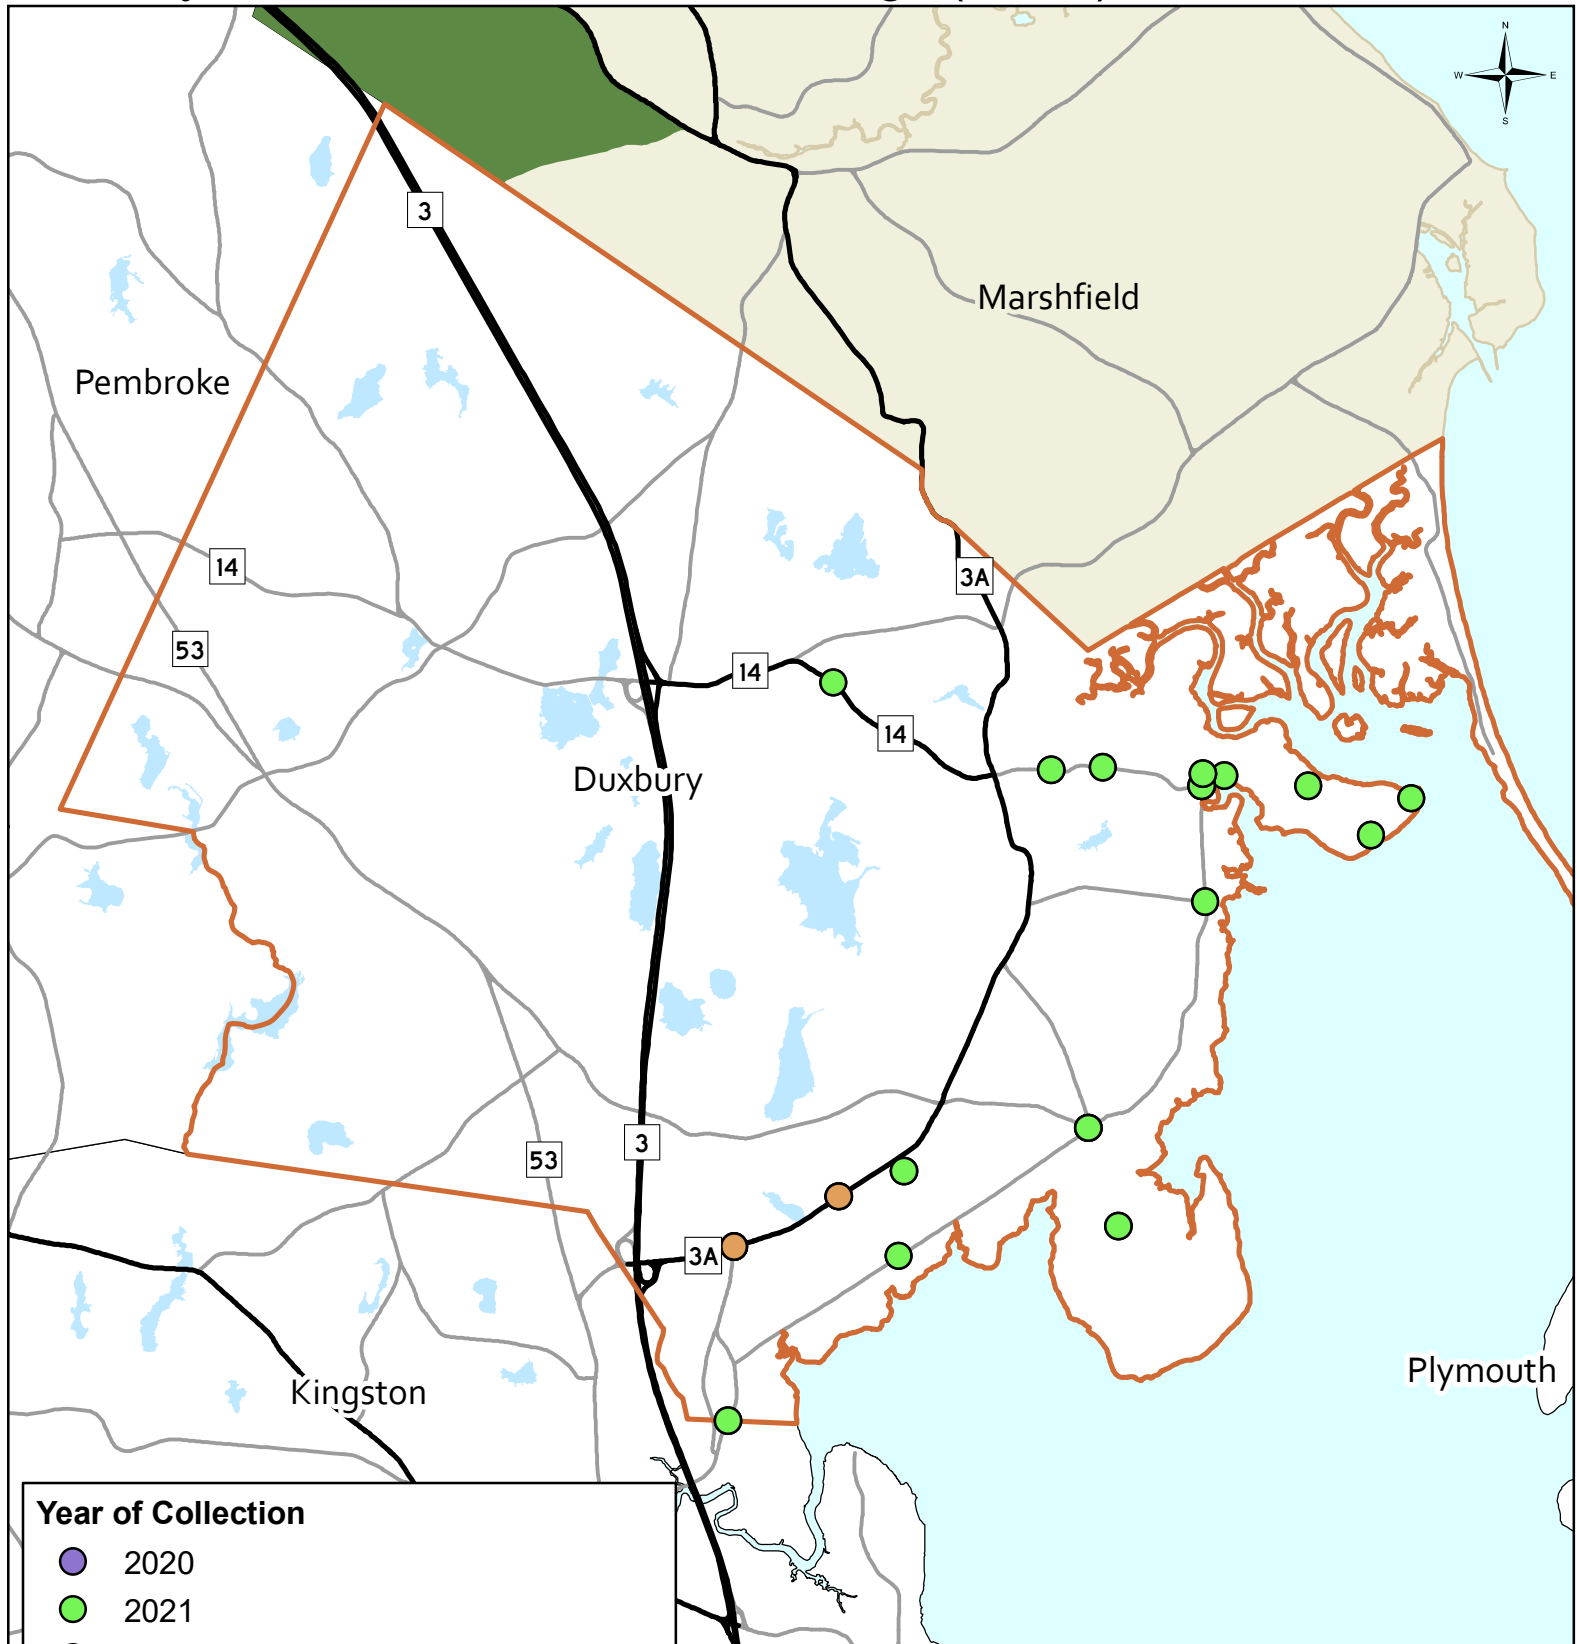 N
W E
S
3
Marshfield
Pembroke
14
3A
53
14
14
Duxbury
3
53
3A
Plymouth
Kingston
Year of Collection
2020
2021